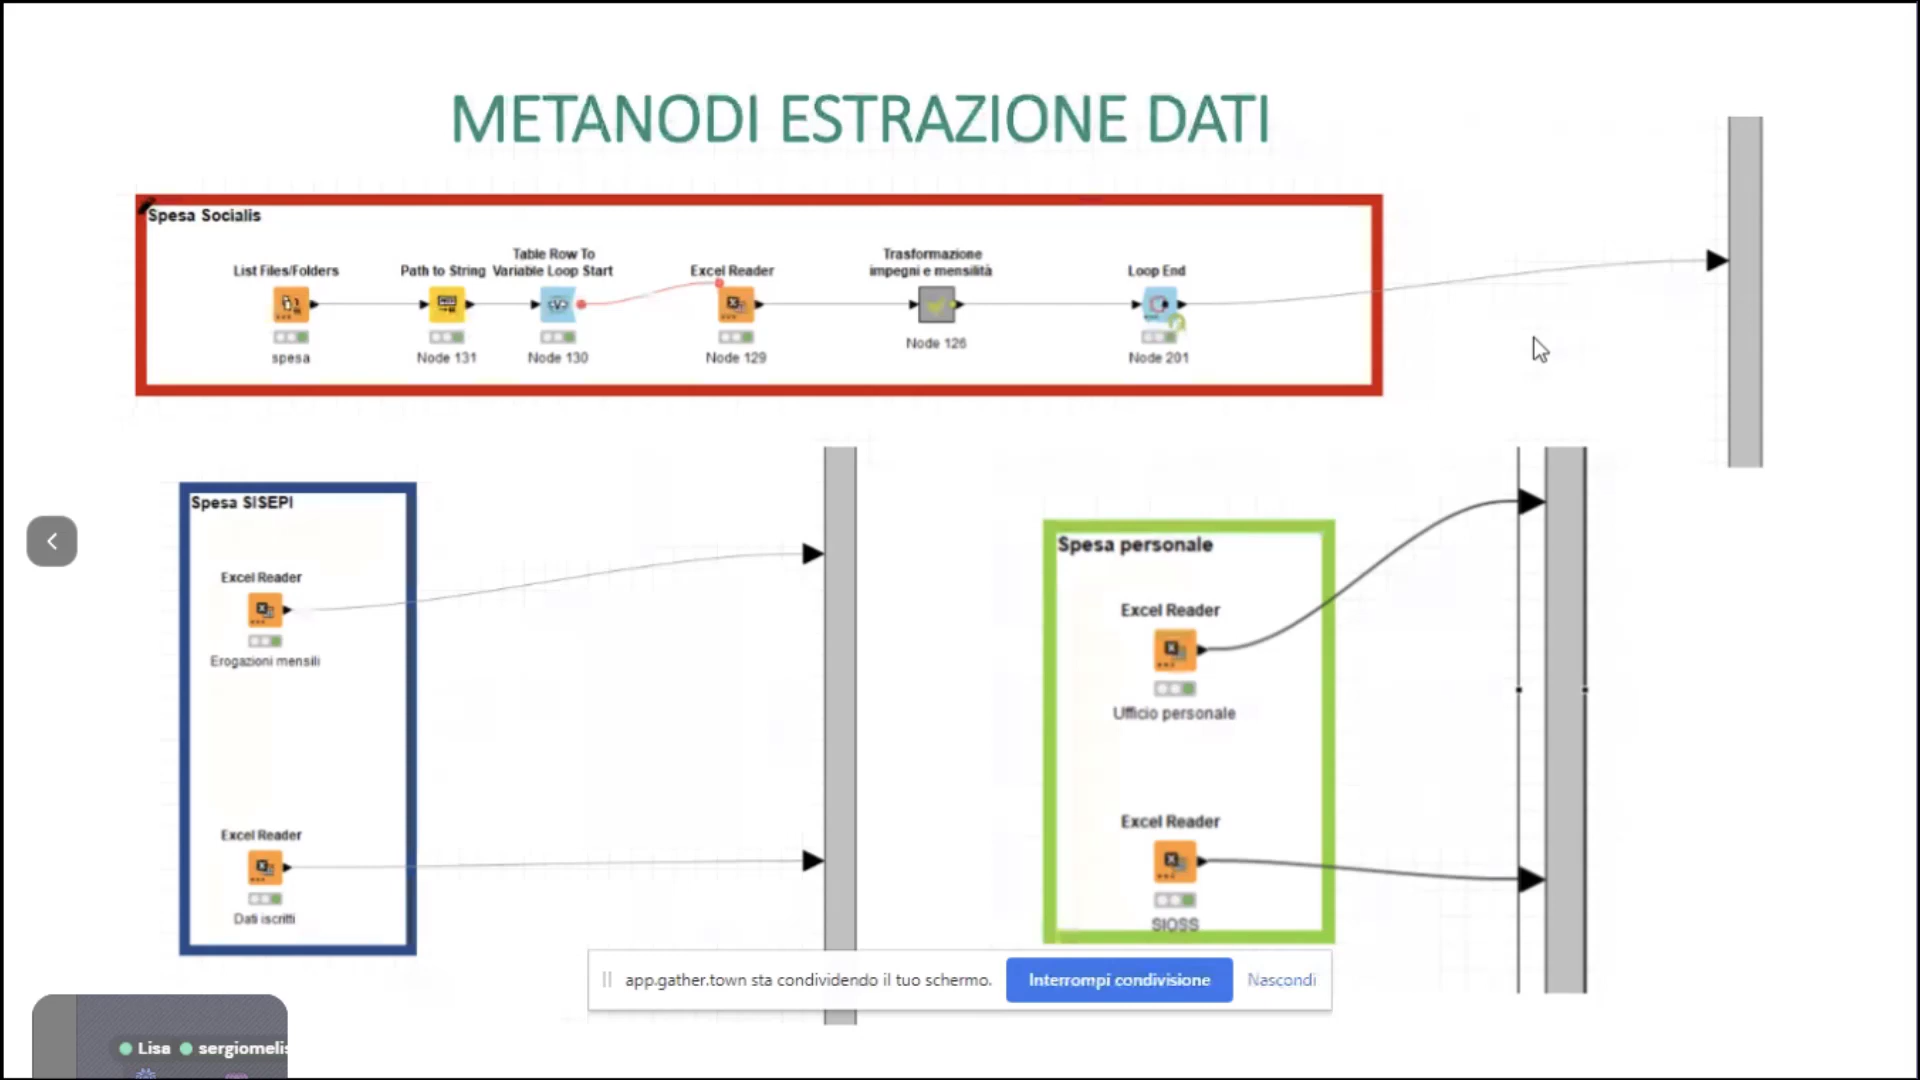 METANODI ESTRAZIONE DATI
Spesa Socialis
List Files/Folders
spesa
Path to String
Node 131
Table Row To
Variable Loop Start
Node 130
Excel Reader
Node 129
Trasformazione
impegni e mensilità
Node 126
Loop End
Node 201
Spesa SISEPI
Excel Reader
Erogazioni mensili
Excel Reader
Dati iscritti
Spesa personale
Excel Reader
Ufficio personale
Excel Reader
SIOSS
app.gather.town sta condividendo il tuo schermo.
Interrompi condivisione
Nascondi
Lisa
sergiomelis